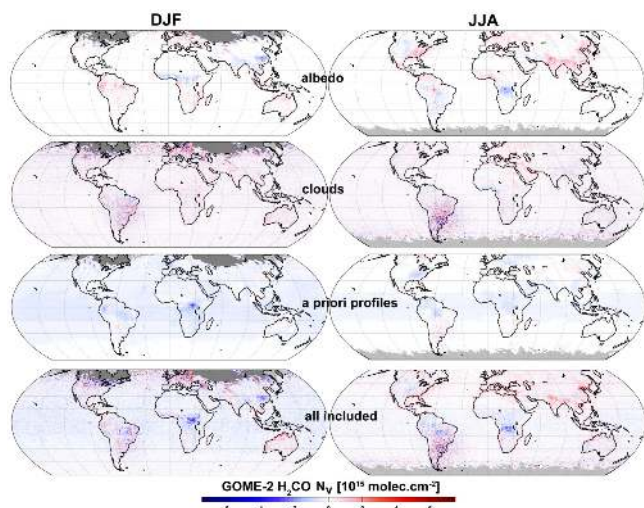 DJF
JJA
albedo
clouds
a priori profiles
all included
GOME-2 H₂CO Nᵥ [10¹⁵ molec.cm⁻²]